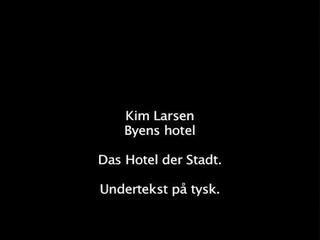 Kim Larsen
Byens hotel
Das Hotel der Stadt.
Undertekst på tysk.